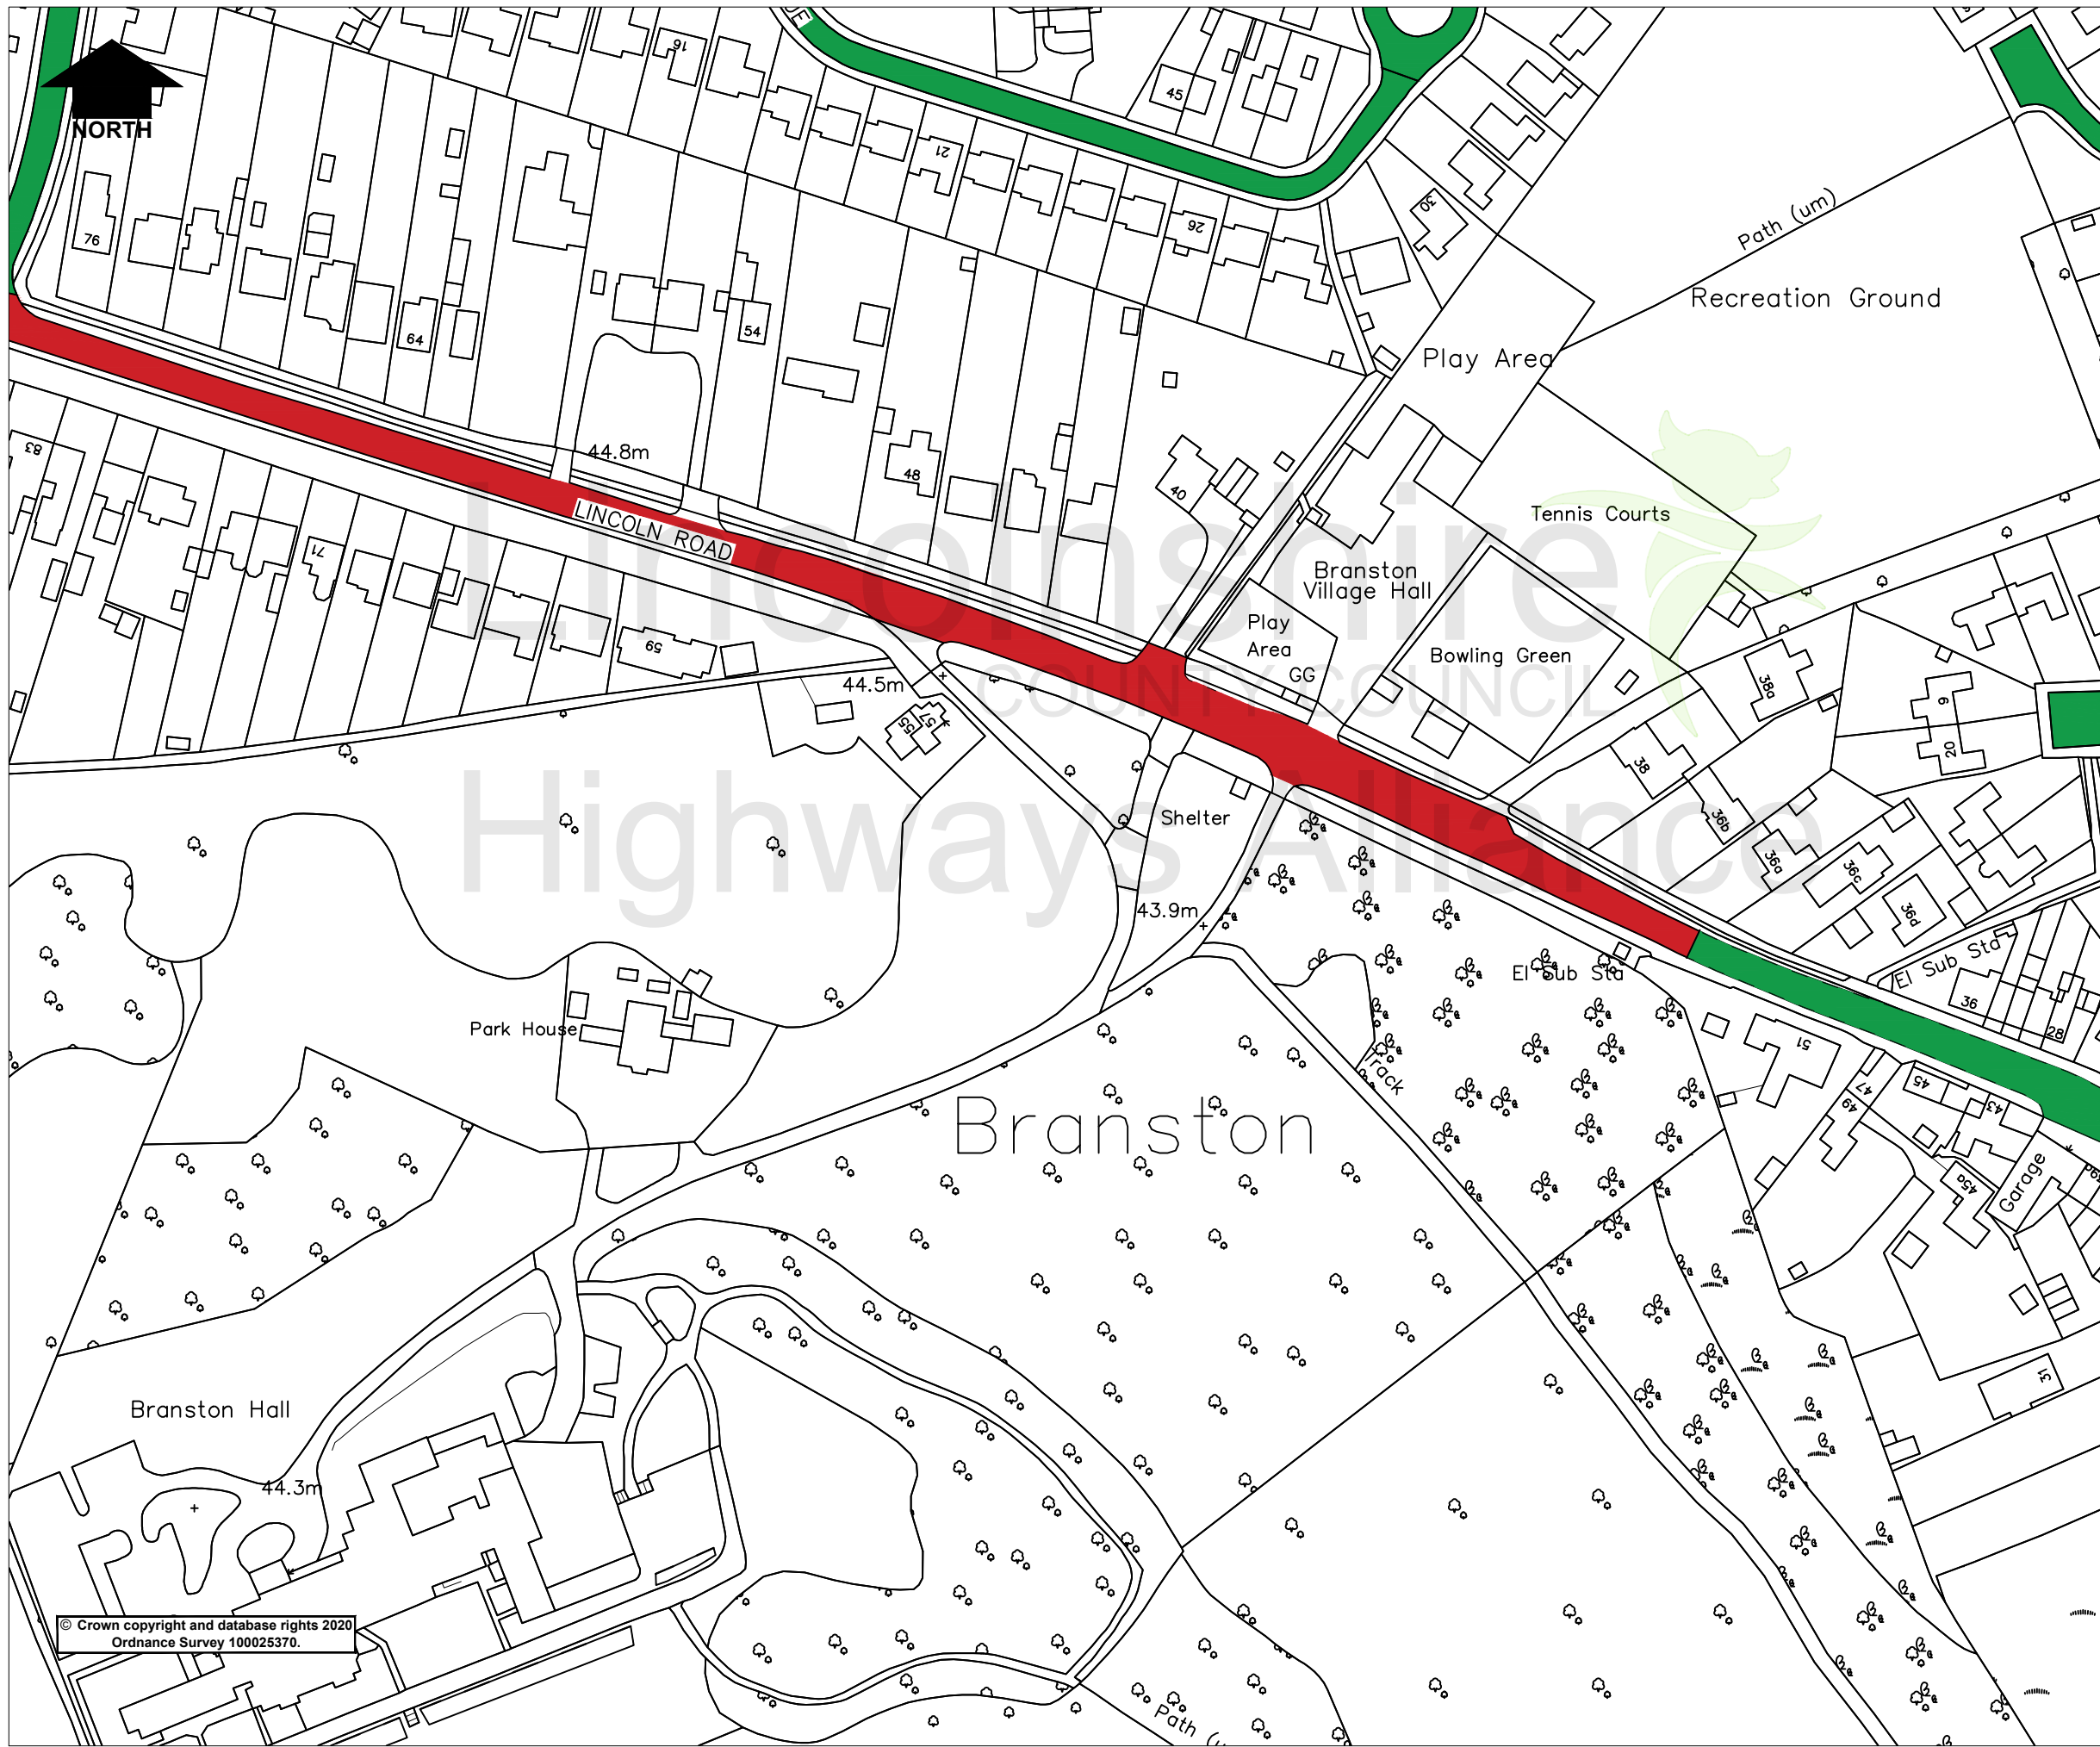 NORTH
16
45
21
26
30
76
64
54
48
40
83
71
59
44.8m
LINCOLN ROAD
Path (um)
Recreation Ground
Play Area
Tennis Courts
Branston
Village Hall
Play
Area
GG
Bowling Green
Lincolnshire
COUNTY COUNCIL
Highways Alliance
44.5m
55
57
38a
38
36b
36a
36c
36d
9
20
Shelter
43.9m
El Sub Sta
El Sub Sta
36
28
Park House
Track
51
47
49
45
43
45a
Garage
Branston
31
Branston Hall
44.3m
© Crown copyright and database rights 2020
Ordnance Survey 100025370.
Path